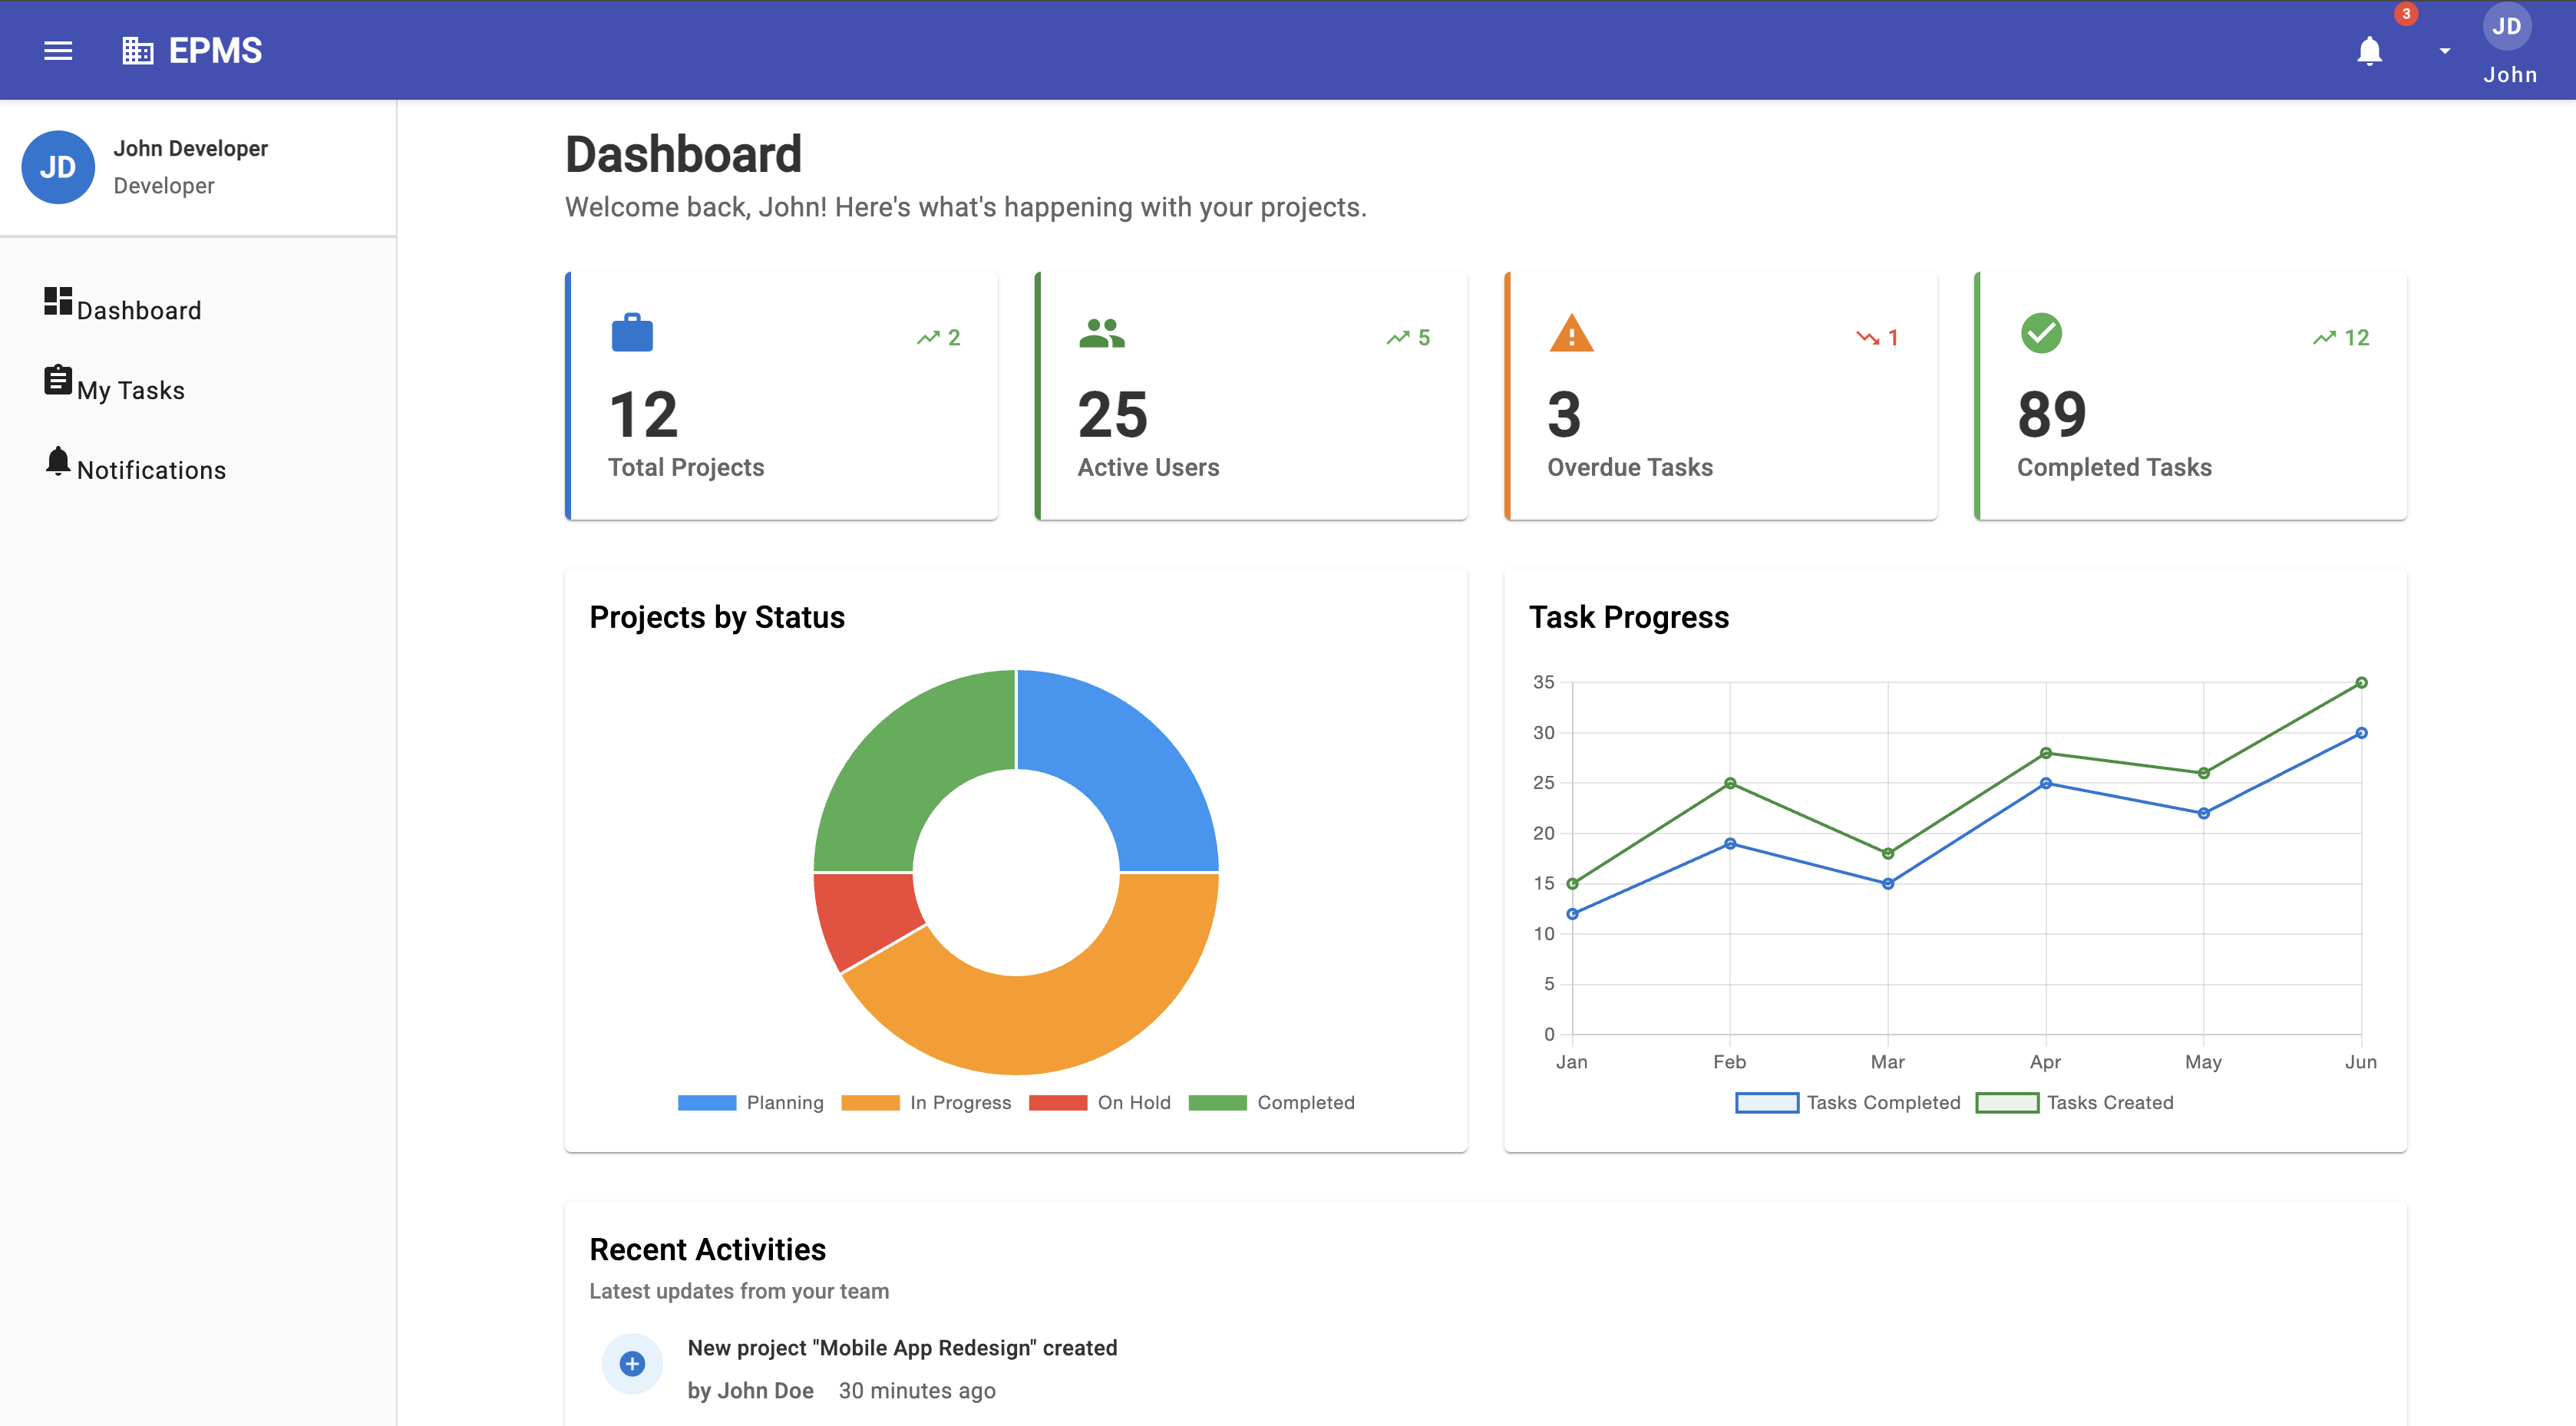 EPMS
3
JD
John
JD
John Developer
Developer
Dashboard
My Tasks
Notifications
Dashboard
Welcome back, John! Here's what's happening with your projects.
2
12
Total Projects
5
25
Active Users
1
3
Overdue Tasks
12
89
Completed Tasks
Projects by Status
Planning In Progress On Hold Completed
Task Progress
35
30
25
20
15
10
5
0
Jan Feb Mar Apr May Jun
Tasks Completed Tasks Created
Recent Activities
Latest updates from your team
New project "Mobile App Redesign" created
by John Doe 30 minutes ago